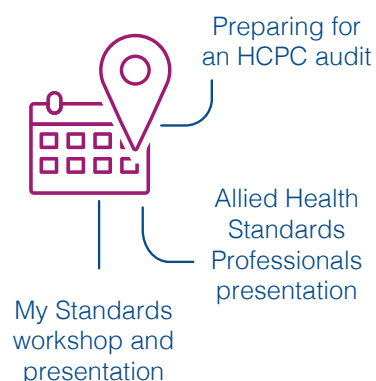 Preparing for
an HCPC audit
Allied Health
Standards
Professionals
presentation
My Standards
workshop and
presentation